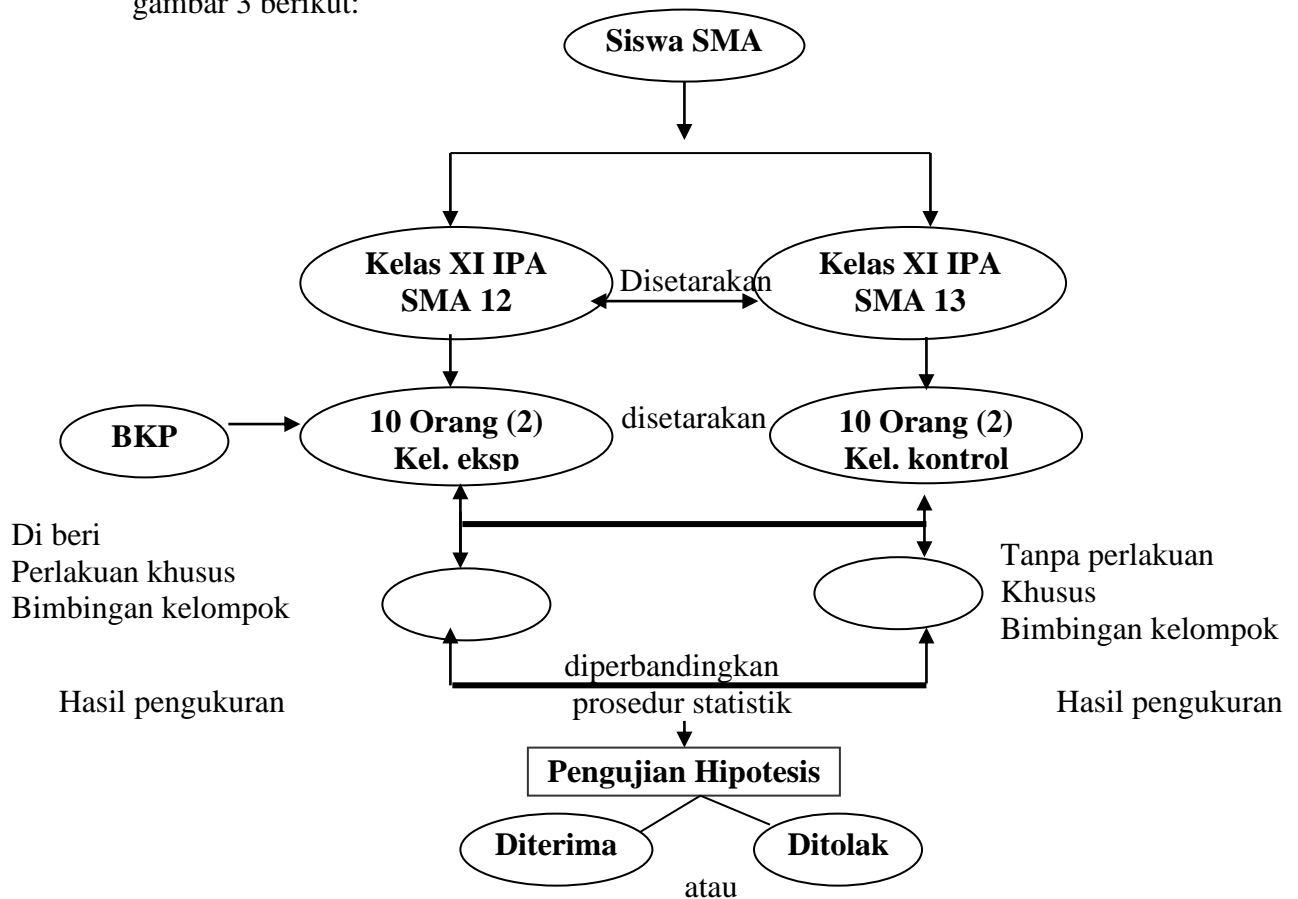 gambar 3 berikut:
Siswa SMA
Kelas XI IPA
SMA 12
Disetarakan
Kelas XI IPA
SMA 13
BKP
10 Orang (2)
Kel. eksp
disetarakan
10 Orang (2)
Kel. kontrol
Di beri
Perlakuan khusus
Bimbingan kelompok
Tanpa perlakuan
Khusus
Bimbingan kelompok
Hasil pengukuran
diperbandingkan
prosedur statistik
Hasil pengukuran
Pengujian Hipotesis
Diterima
Ditolak
atau